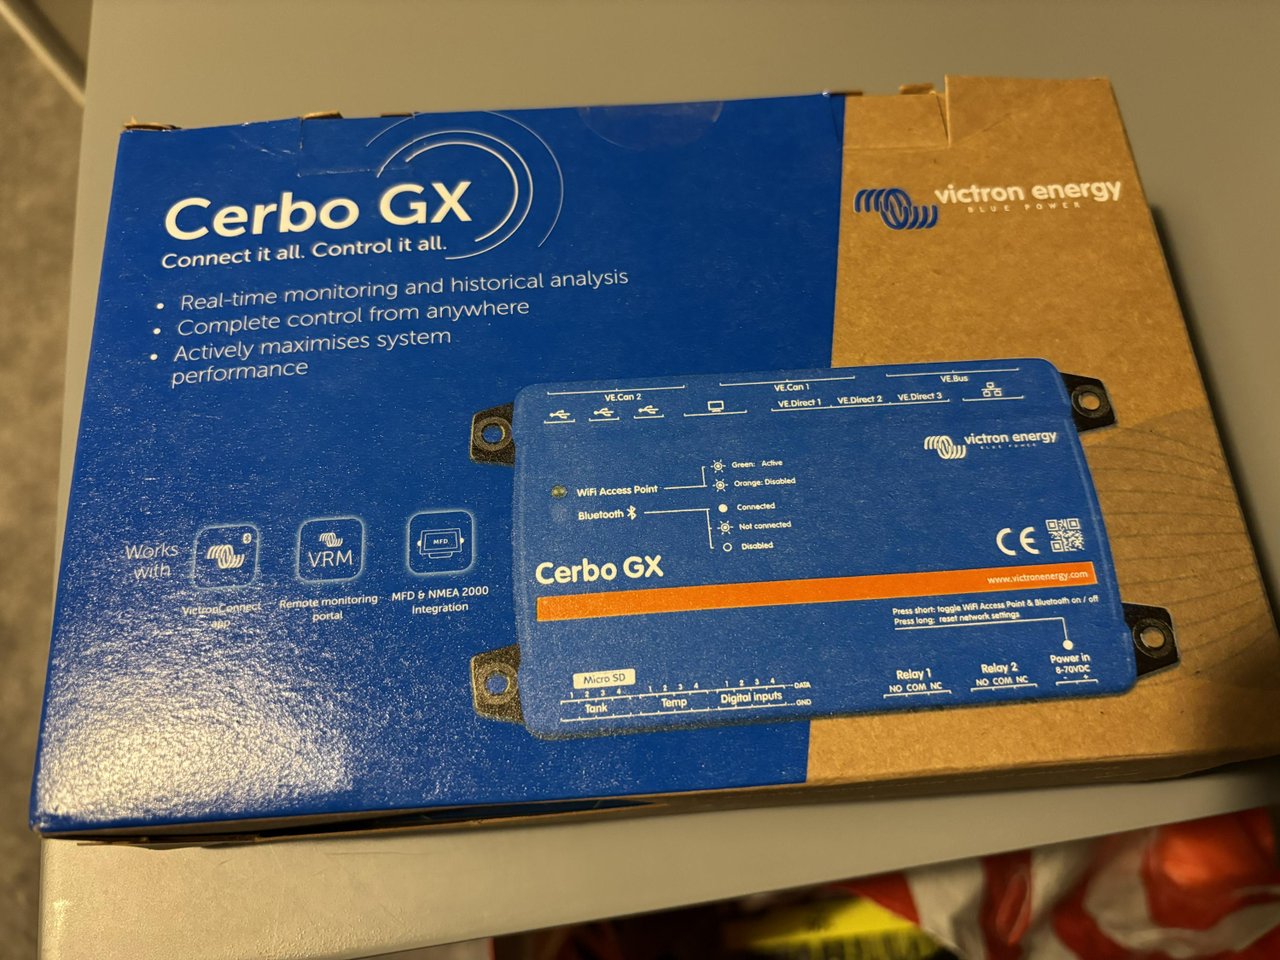 Cerbo GX
Connect it all. Control it all.
• Real-time monitoring and historical analysis
• Complete control from anywhere
• Actively maximises system
performance
victron energy
BLUE POWER
Works
with
VictronConnect
app
VRM
Remote monitoring
portal
MFD
MFD & NMEA 2000
Integration
VE.Can 2
VE.Can 1
VE.Bus
VE.Direct 1
VE.Direct 2
VE.Direct 3
victron energy
BLUE POWER
WiFi Access Point
Green: Active
Orange: Disabled
Bluetooth
Connected
Not connected
Disabled
CE
Cerbo GX
www.victronenergy.com
Press short: toggle WiFi Access Point & Bluetooth on / off
Press long: reset network settings
Micro SD
1 2 3 4 1 2 3 4 1 2 3 4 DATA
Tank Temp Digital inputs GND
Relay 1
NO COM NC
Relay 2
NO COM NC
Power in
8-70VDC
- +